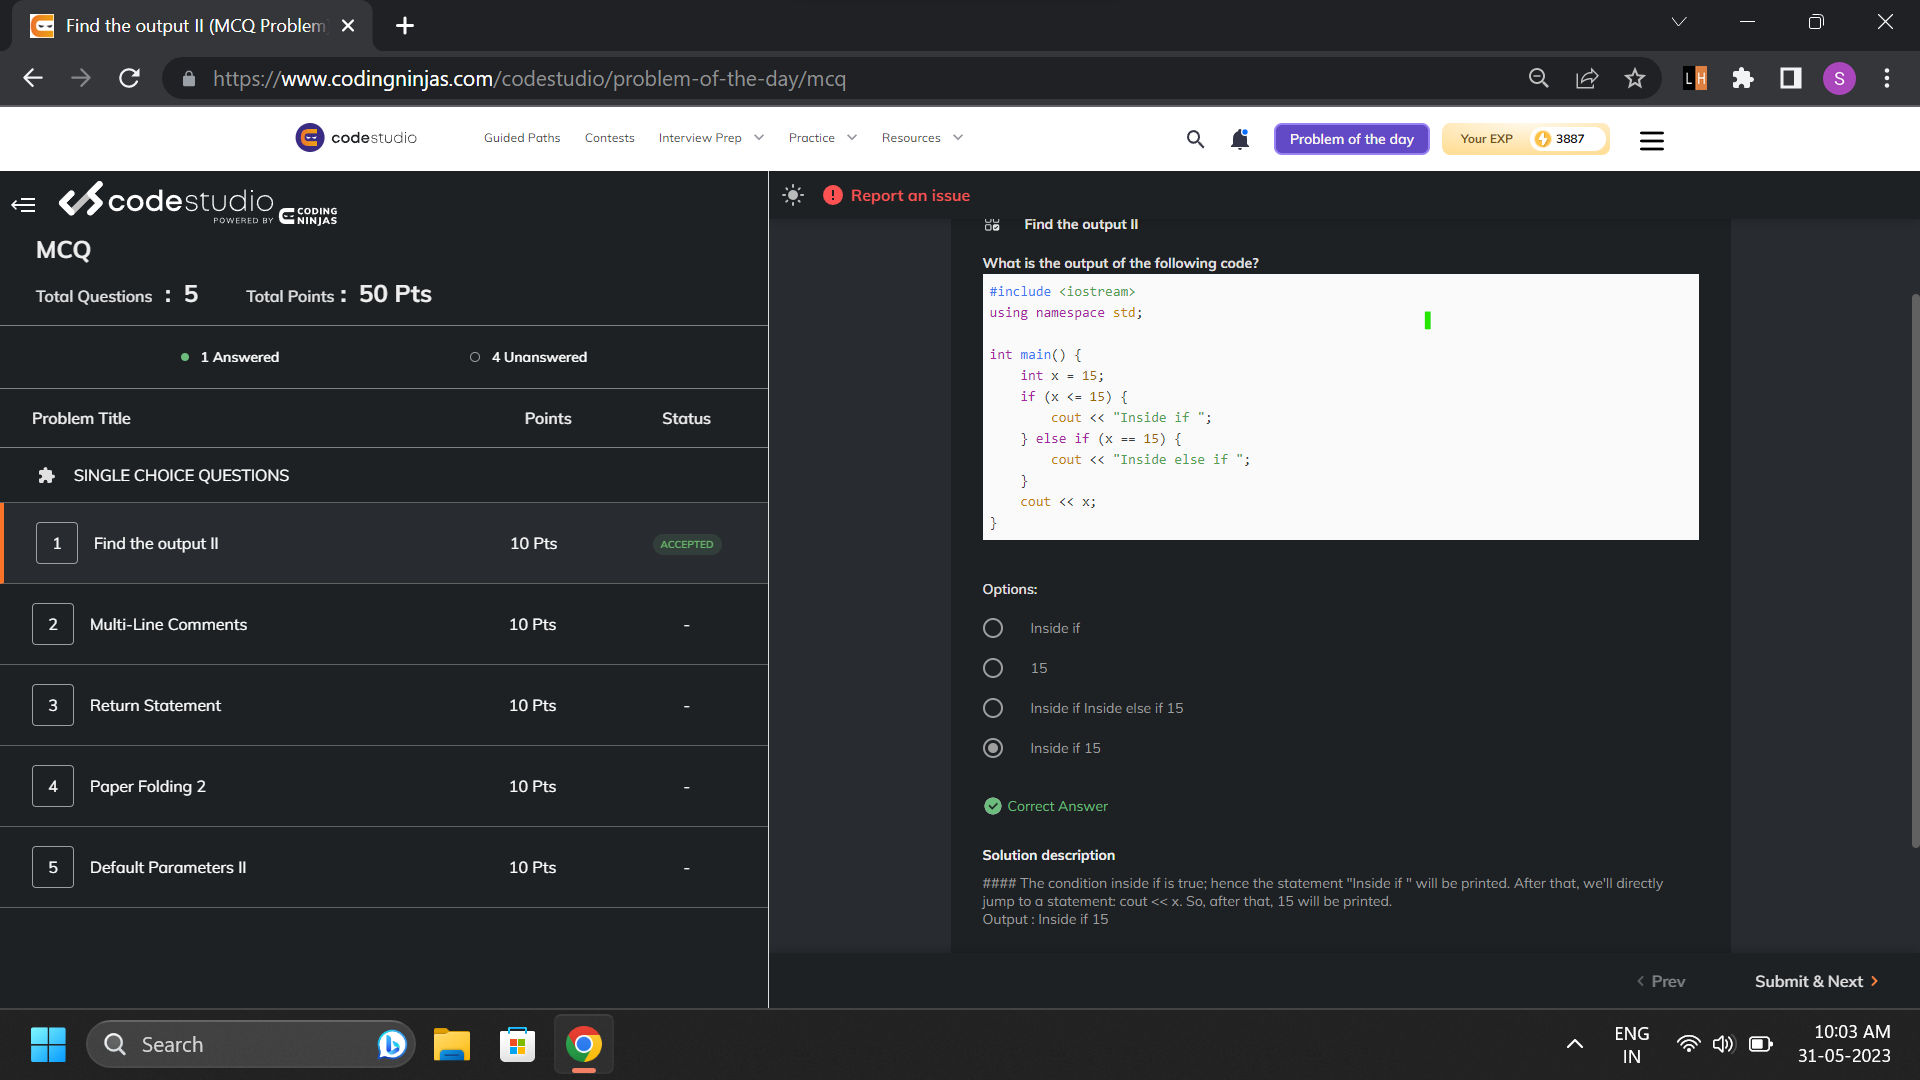 Find the output II (MCQ Problem
https://www.codingninjas.com/codestudio/problem-of-the-day/mcq
LH
S
codestudio
Guided Paths
Contests
Interview Prep
Practice
Resources
Problem of the day
Your EXP
3887
codestudio
POWERED BY CODING NINJAS
MCQ
Total Questions : 5
Total Points : 50 Pts
1 Answered
4 Unanswered
Problem Title
Points
Status
SINGLE CHOICE QUESTIONS
1
Find the output II
10 Pts
ACCEPTED
2
Multi-Line Comments
10 Pts
-
3
Return Statement
10 Pts
-
4
Paper Folding 2
10 Pts
-
5
Default Parameters II
10 Pts
-
Report an issue
Find the output II
What is the output of the following code?
#include <iostream>
using namespace std;
int main() {
int x = 15;
if (x <= 15) {
cout << "Inside if ";
} else if (x == 15) {
cout << "Inside else if ";
}
cout << x;
}
Options:
Inside if
15
Inside if Inside else if 15
Inside if 15
Correct Answer
Solution description
#### The condition inside if is true; hence the statement "Inside if " will be printed. After that, we'll directly
jump to a statement: cout << x. So, after that, 15 will be printed.
Output : Inside if 15
< Prev
Submit & Next >
Search
ENG
IN
10:03 AM
31-05-2023